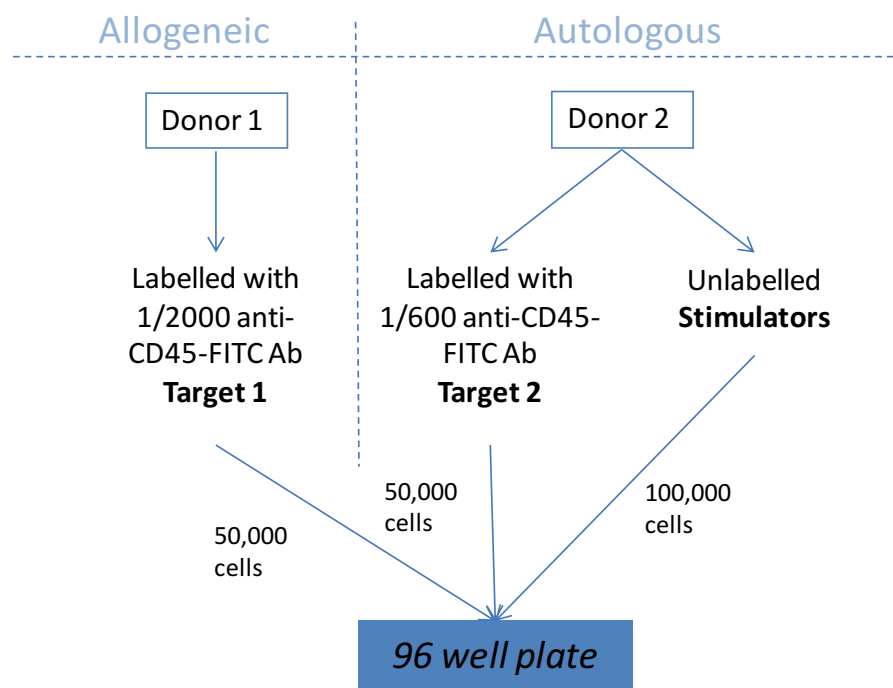 Allogeneic
Autologous
Donor 1
Donor 2
Labelled with
1/2000 anti-
CD45-FITC Ab
Target 1
Labelled with
1/600 anti-CD45-
FITC Ab
Target 2
Unlabelled
Stimulators
50,000
cells
50,000
cells
100,000
cells
96 well plate